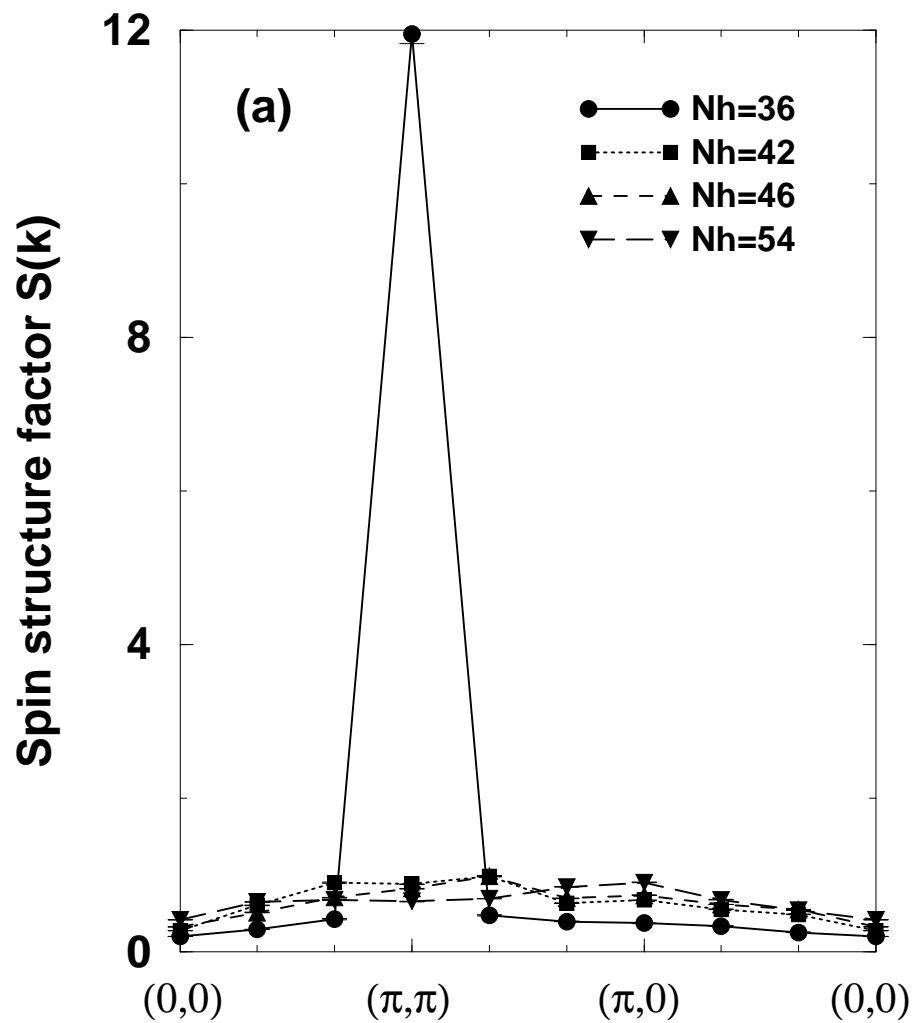 12
(a)
Nh=36
Nh=42
Nh=46
Nh=54
Spin structure factor S(k)
8
4
0
(0,0) (π,π) (π,0) (0,0)